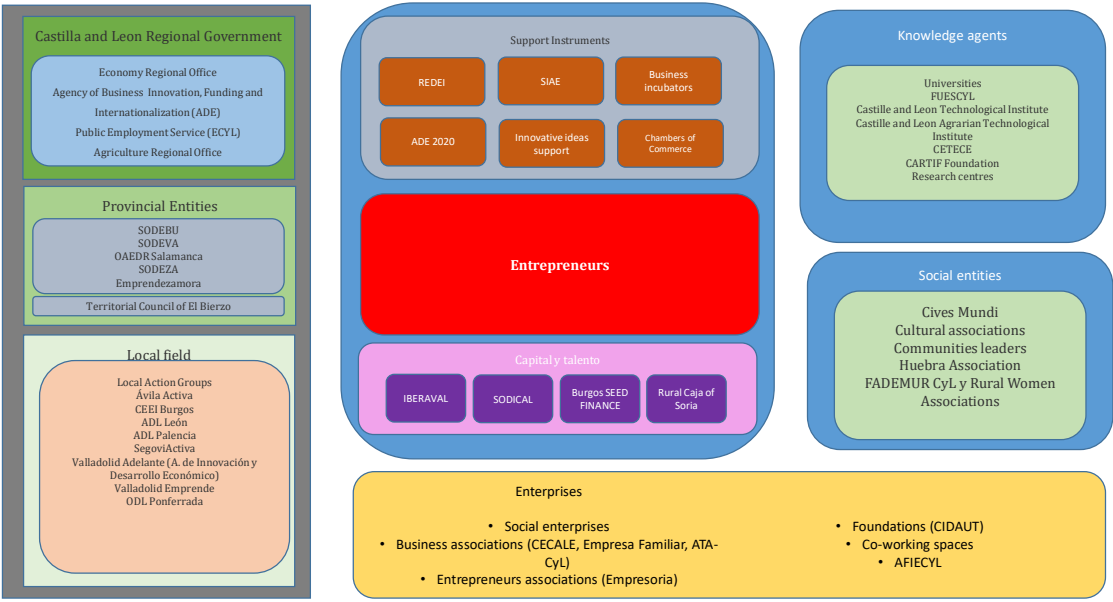 Castilla and Leon Regional Government
Economy Regional Office
Agency of Business Innovation, Funding and
Internationalization (ADE)
Public Employment Service (ECYL)
Agriculture Regional Office
Provincial Entities
SODEBU
SODEVA
OAEDR Salamanca
SODEZA
Emprendezamora
Territorial Council of El Bierzo
Local field
Local Action Groups
Ávila Activa
CEEI Burgos
ADL León
ADL Palencia
SegoviActiva
Valladolid Adelante (A. de Innovación y
Desarrollo Económico)
Valladolid Emprende
ODL Ponferrada
Support Instruments
REDEI
SIAE
Business
incubators
ADE 2020
Innovative ideas
support
Chambers of
Commerce
Entrepreneurs
Capital y talento
IBERAVAL
SODICAL
Burgos SEED
FINANCE
Rural Caja of
Soria
Knowledge agents
Universities
FUESCYL
Castille and Leon Technological Institute
Castille and Leon Agrarian Technological
Institute
CETECE
CARTIF Foundation
Research centres
Social entities
Cives Mundi
Cultural associations
Communities leaders
Huebra Association
FADEMUR CyL y Rural Women
Associations
Enterprises
• Social enterprises
• Business associations (CECALE, Empresa Familiar, ATA-
CyL)
• Entrepreneurs associations (Empresoria)
• Foundations (CIDAUT)
• Co-working spaces
• AFIECYL